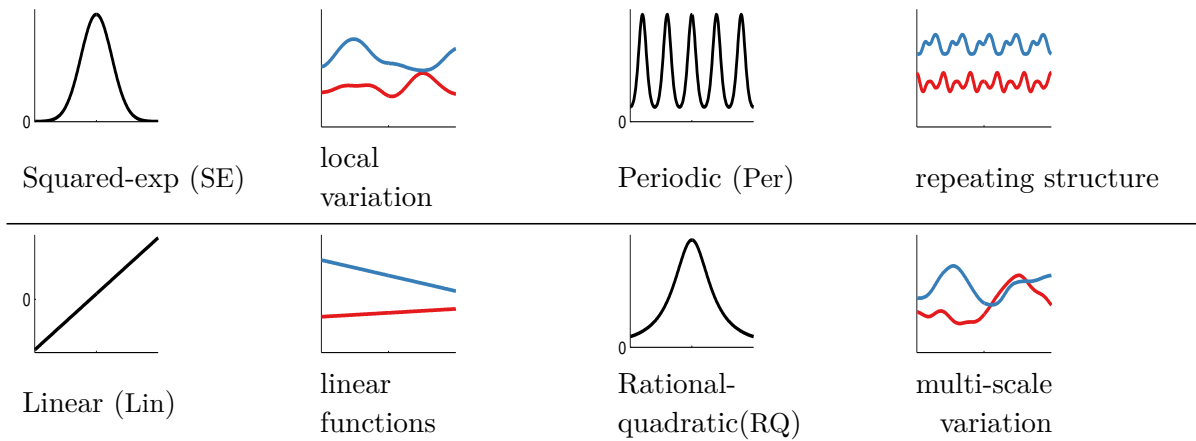 0
Squared-exp (SE)
local
variation
0
Periodic (Per)
repeating structure
0
Linear (Lin)
linear
functions
0
Rational-
quadratic(RQ)
multi-scale
variation